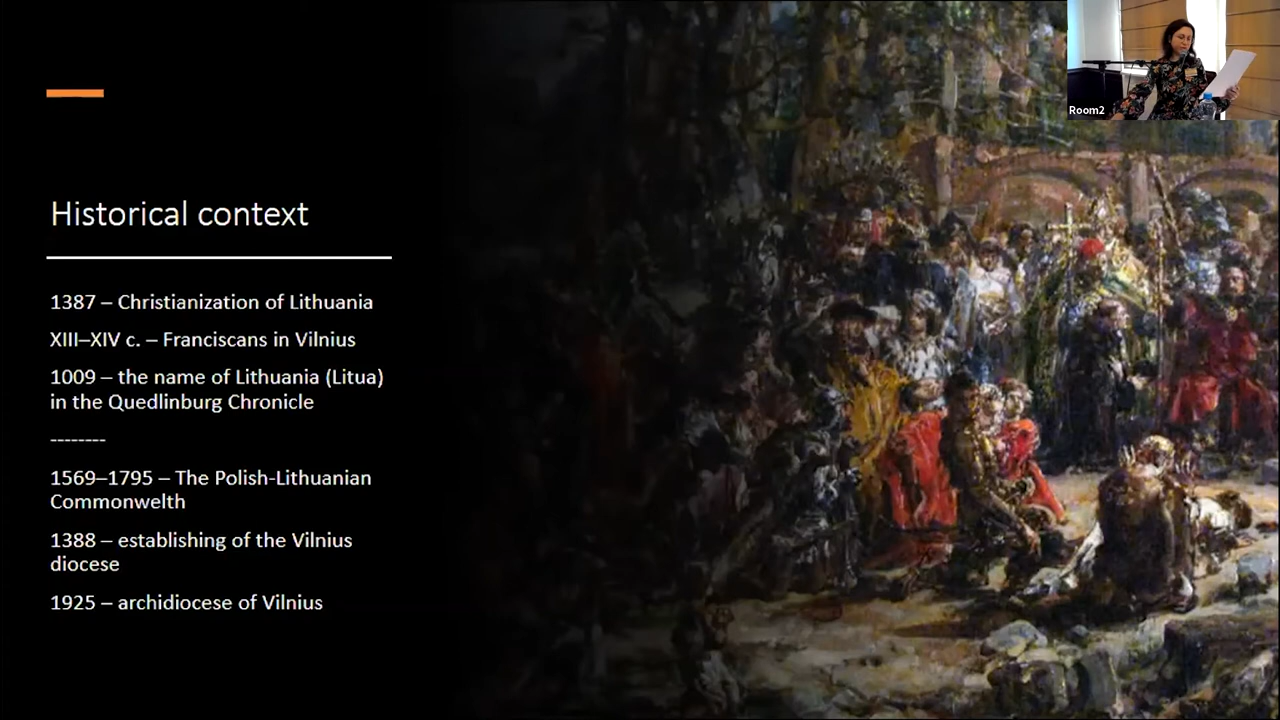 Historical context
1387 – Christianization of Lithuania
XIII–XIV c. – Franciscans in Vilnius
1009 – the name of Lithuania (Litua)
in the Quedlinburg Chronicle
--------
1569–1795 – The Polish-Lithuanian
Commonwelth
1388 – establishing of the Vilnius
diocese
1925 – archidiocese of Vilnius
Room2